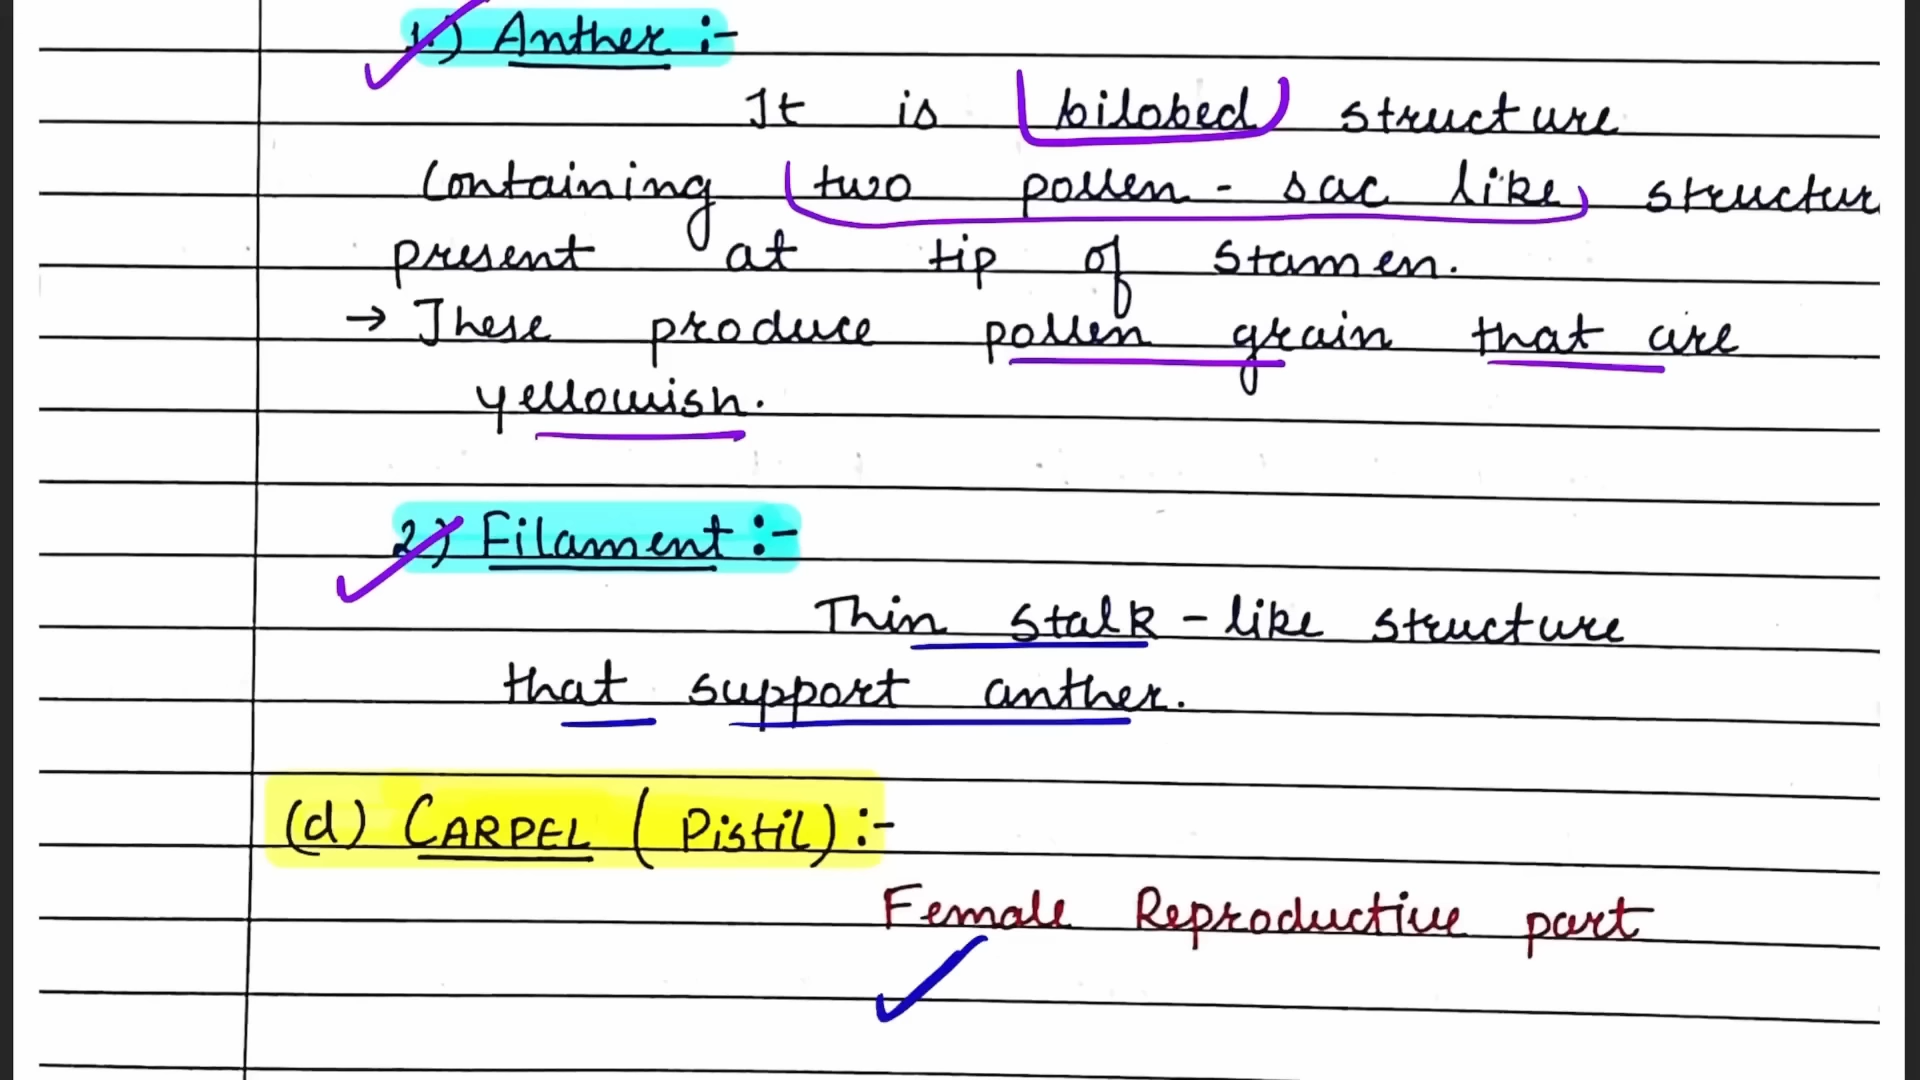 1.) Anther :-
It is bilobed structure
Containing two pollen - sac like structur
present at tip of stamen.
→ These produce pollen grain that are
yellowish.
2) Filament :-
Thin stalk - like structure
that support anther.
(d) CARPEL ( Pistil) :-
Female Reproductive part